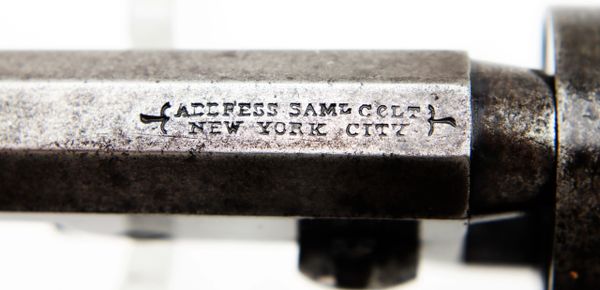 ADDRESS SAML COLT
NEW YORK CITY